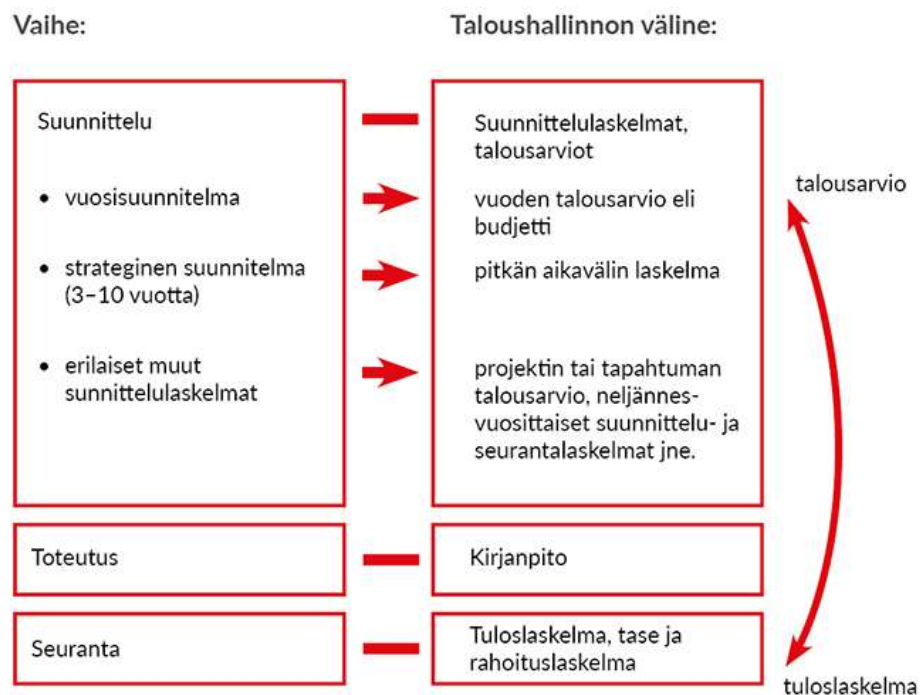 Vaihe:
Taloushallinnon väline:
Suunnittelu
Suunnittelulaskelmat,
talousarviot
• vuosisuunnitelma
vuoden talousarvio eli
budjetti
• strateginen suunnitelma
(3–10 vuotta)
pitkän aikavälin laskelma
• erilaiset muut
sunnittelulaskelmat
projektin tai tapahtuman
talousarvio, neljännes-
vuosittaiset suunnittelu- ja
seurantalaskelmat jne.
talousarvio
Toteutus
Kirjanpito
Seuranta
Tuloslaskelma, tase ja
rahoituslaskelma
tuloslaskelma